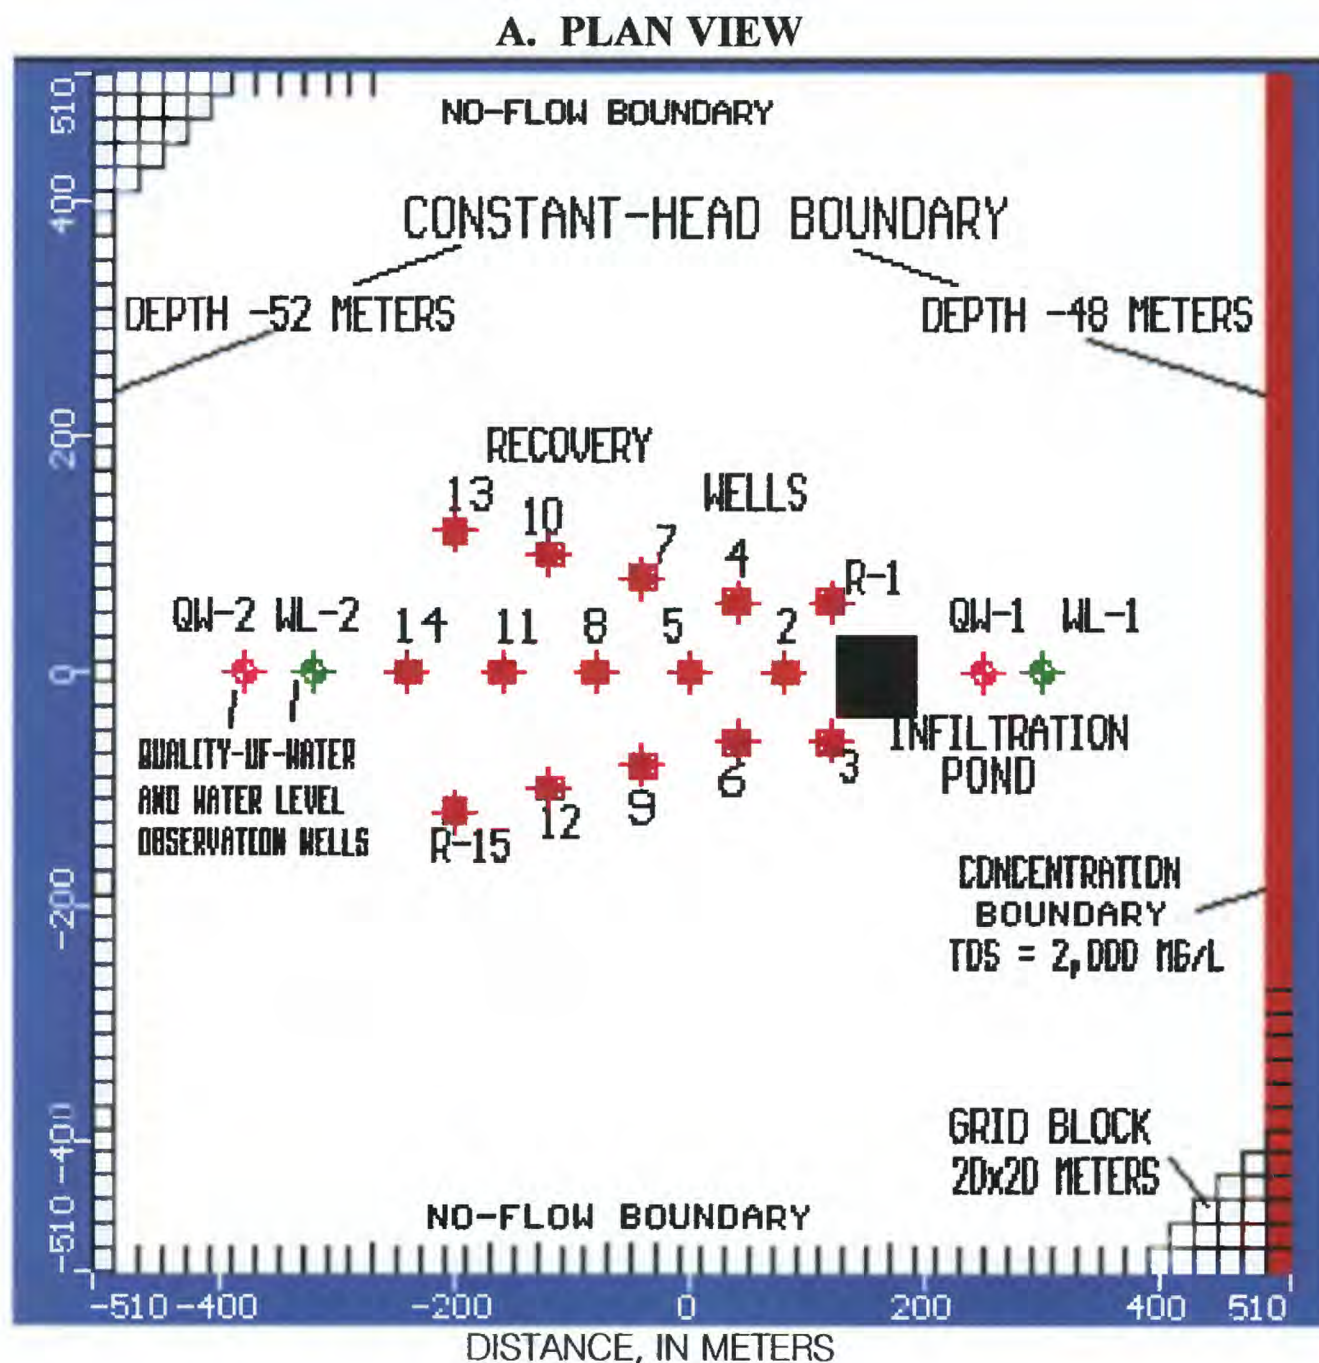 A. PLAN VIEW
NO-FLOW BOUNDARY
CONSTANT-HEAD BOUNDARY
DEPTH -52 METERS
DEPTH -48 METERS
RECOVERY
WELLS
13
10
7
4
R-1
QW-2 WL-2 14 11 8 5 2 QW-1 WL-1
QUALITY-OF-WATER
AND WATER LEVEL
OBSERVATION WELLS
INFILTRATION
POND
R-15
12
9
6
3
CONCENTRATION
BOUNDARY
TDS = 2,000 MG/L
GRID BLOCK
20x20 METERS
NO-FLOW BOUNDARY
510
400
200
0
-200
-400
-510
-510 -400 -200 0 200 400 510
DISTANCE, IN METERS